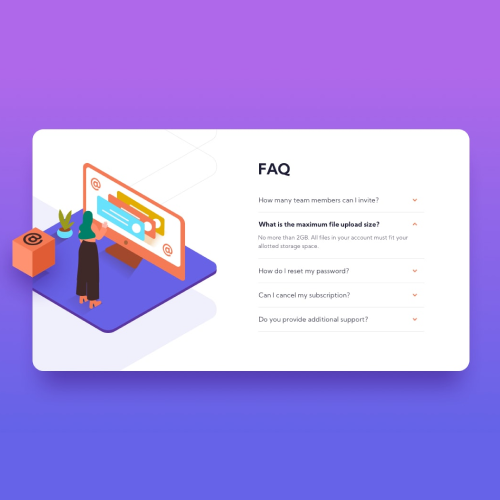 FAQ
How many team members can I invite?
What is the maximum file upload size?
No more than 2GB. All files in your account must fit your
allotted storage space.
How do I reset my password?
Can I cancel my subscription?
Do you provide additional support?